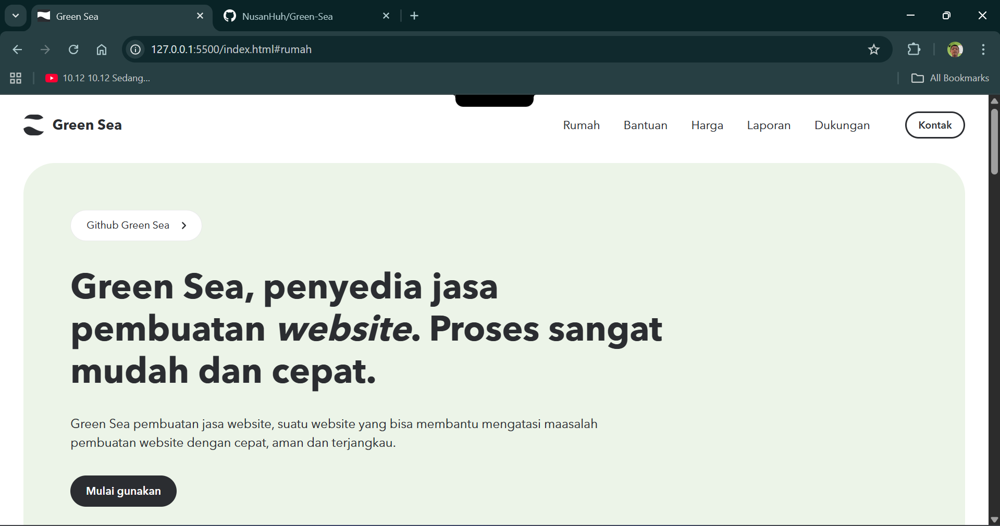 Green Sea
NusanHuh/Green-Sea
127.0.0.1:5500/index.html#rumah
10.12 10.12 Sedang...
All Bookmarks
Green Sea
Rumah
Bantuan
Harga
Laporan
Dukungan
Kontak
Github Green Sea
Green Sea, penyedia jasa
pembuatan website. Proses sangat
mudah dan cepat.
Green Sea pembuatan jasa website, suatu website yang bisa membantu mengatasi maasalah
pembuatan website dengan cepat, aman dan terjangkau.
Mulai gunakan